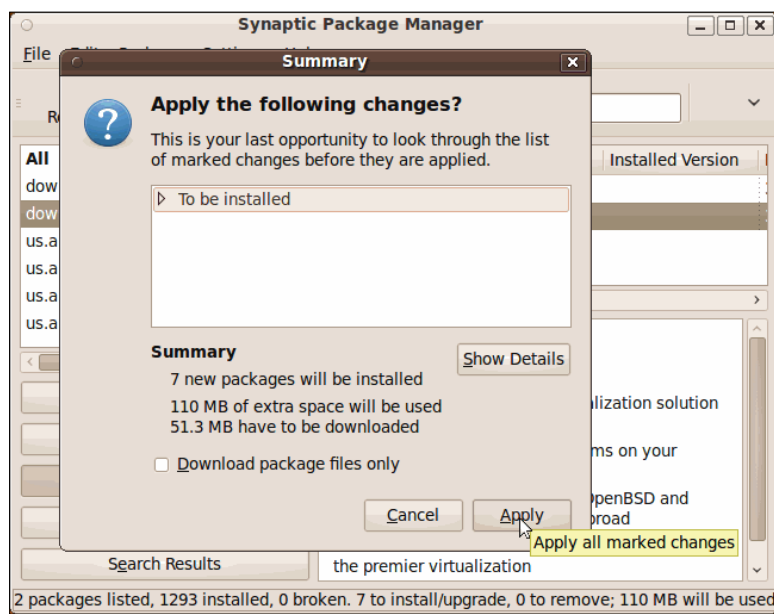 Synaptic Package Manager
File
Summary
Apply the following changes?
This is your last opportunity to look through the list
of marked changes before they are applied.
All
Installed Version
dow
To be installed
dow
us.a
us.a
us.a
us.a
Summary
Show Details
7 new packages will be installed
110 MB of extra space will be used
51.3 MB have to be downloaded
Download package files only
Cancel
Apply
Apply all marked changes
lization solution
ms on your
OpenBSD and
broad
Search Results
the premier virtualization
2 packages listed, 1293 installed, 0 broken. 7 to install/upgrade, 0 to remove; 110 MB will be used